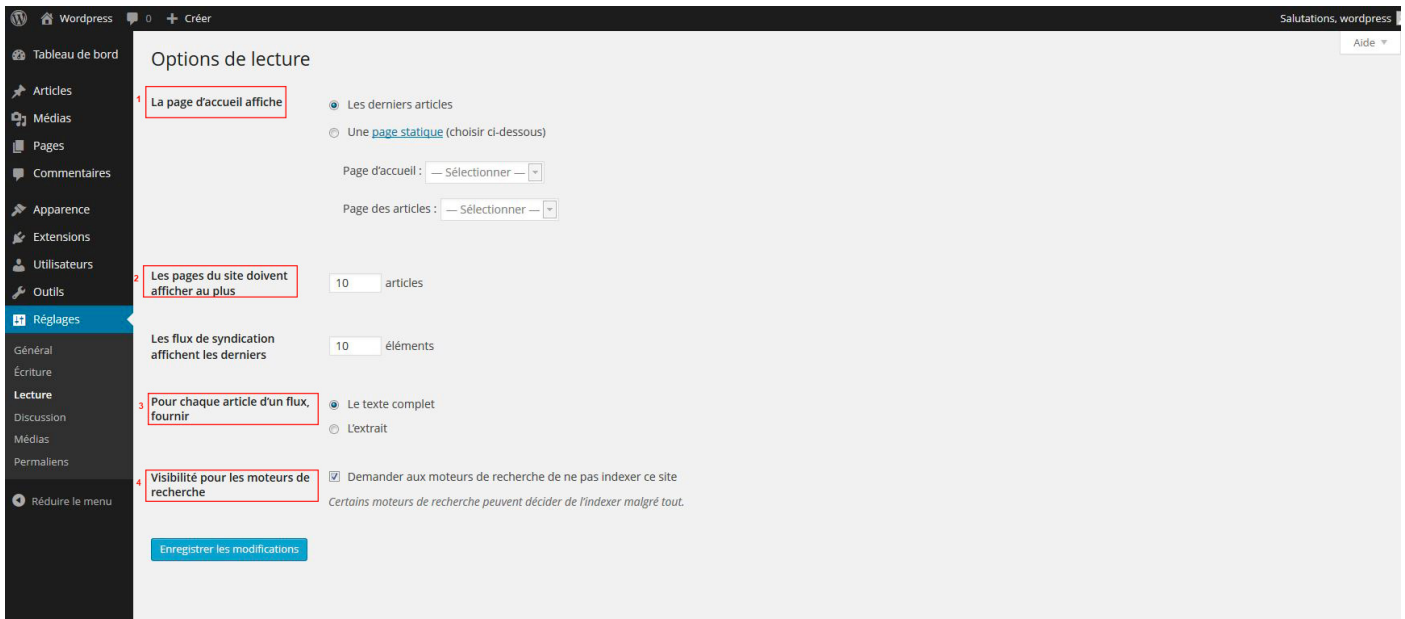 Wordpress 0 + Créer Salutations, wordpress
Aide
Tableau de bord
Articles
Médias
Pages
Commentaires
Apparence
Extensions
Utilisateurs
Outils
Réglages
Général
Écriture
Lecture
Discussion
Médias
Permaliens
Réduire le menu
Options de lecture
1 La page d'accueil affiche
Les derniers articles
Une page statique (choisir ci-dessous)
Page d'accueil : — Sélectionner —
Page des articles : — Sélectionner —
2 Les pages du site doivent
afficher au plus
10 articles
Les flux de syndication
affichent les derniers
10 éléments
3 Pour chaque article d'un flux,
fournir
Le texte complet
L'extrait
4 Visibilité pour les moteurs de
recherche
Demander aux moteurs de recherche de ne pas indexer ce site
Certains moteurs de recherche peuvent décider de l'indexer malgré tout.
Enregistrer les modifications